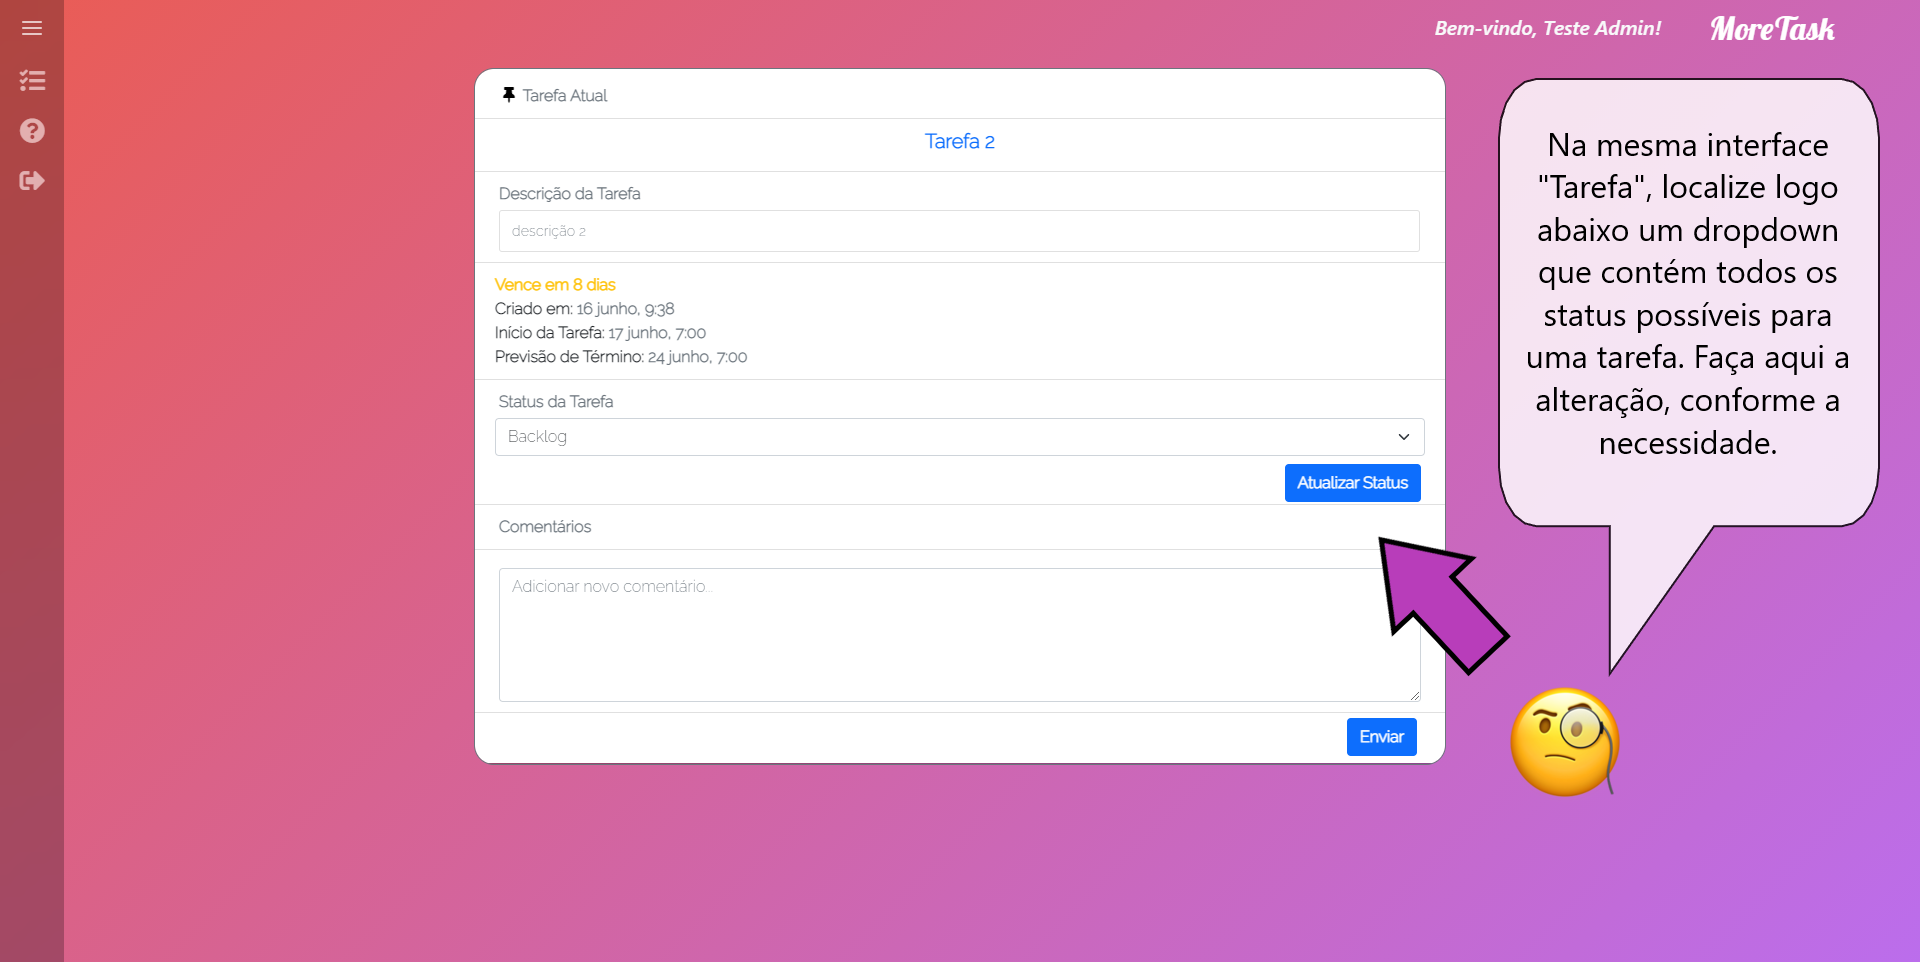 Bem-vindo, Teste Admin!
MoreTask
Tarefa Atual
Tarefa 2
Descrição da Tarefa
descrição 2
Vence em 8 dias
Criado em: 16 junho, 9:38
Início da Tarefa: 17 junho, 7:00
Previsão de Término: 24 junho, 7:00
Status da Tarefa
Backlog
Atualizar Status
Comentários
Adicionar novo comentário...
Enviar
Na mesma interface
"Tarefa", localize logo
abaixo um dropdown
que contém todos os
status possíveis para
uma tarefa. Faça aqui a
alteração, conforme a
necessidade.